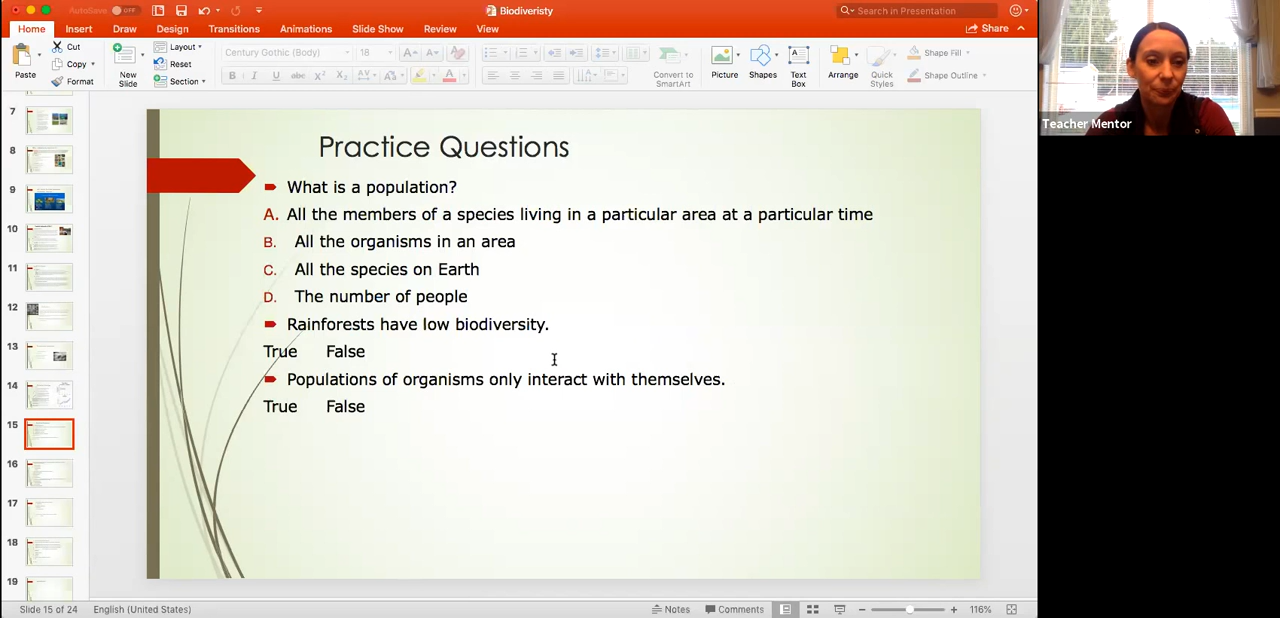 AutoSave OFF
Biodiveristy
Search in Presentation
Home Insert Draw Design Transitions Animations Slide Show Review View
Share
Paste
Cut
Copy
Format
New Slide
Layout
Reset
Section
Century Gothic (Body)
18
Convert to SmartArt
Picture
Shapes
Text Box
Arrange
Quick Styles
Shape Fill
Shape Outline
Teacher Mentor
7
8
9
10
11
12
13
14
15
16
17
18
19
Practice Questions
What is a population?
A. All the members of a species living in a particular area at a particular time
B. All the organisms in an area
C. All the species on Earth
D. The number of people
Rainforests have low biodiversity.
True False
Populations of organisms only interact with themselves.
True False
Slide 15 of 24 English (United States) Notes Comments 116%